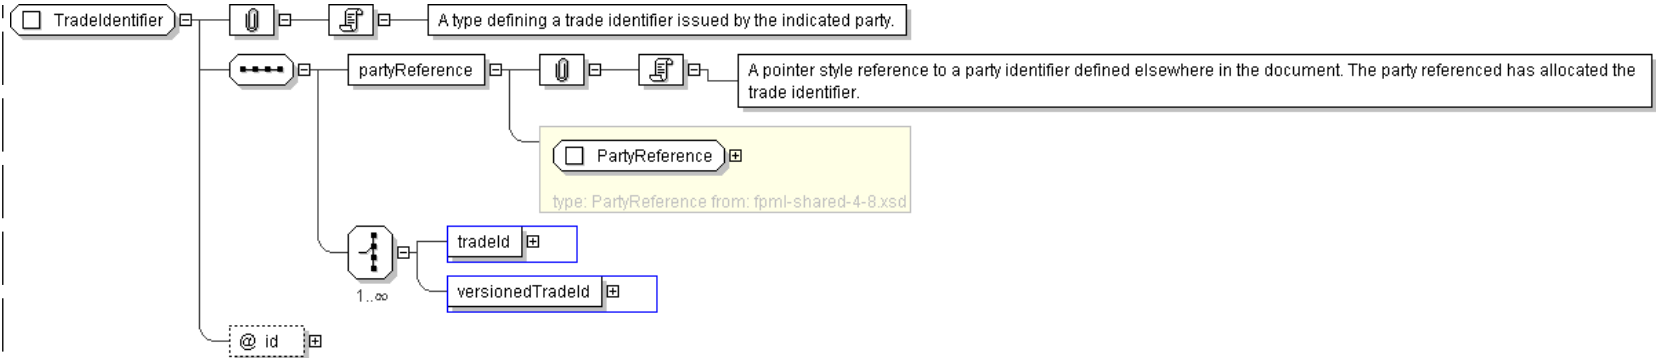 TradeIdentifier
A type defining a trade identifier issued by the indicated party.
partyReference
A pointer style reference to a party identifier defined elsewhere in the document. The party referenced has allocated the
trade identifier.
PartyReference
type: PartyReference from: fpml-shared-4-8.xsd
tradeId
1..∞
versionedTradeId
@ id